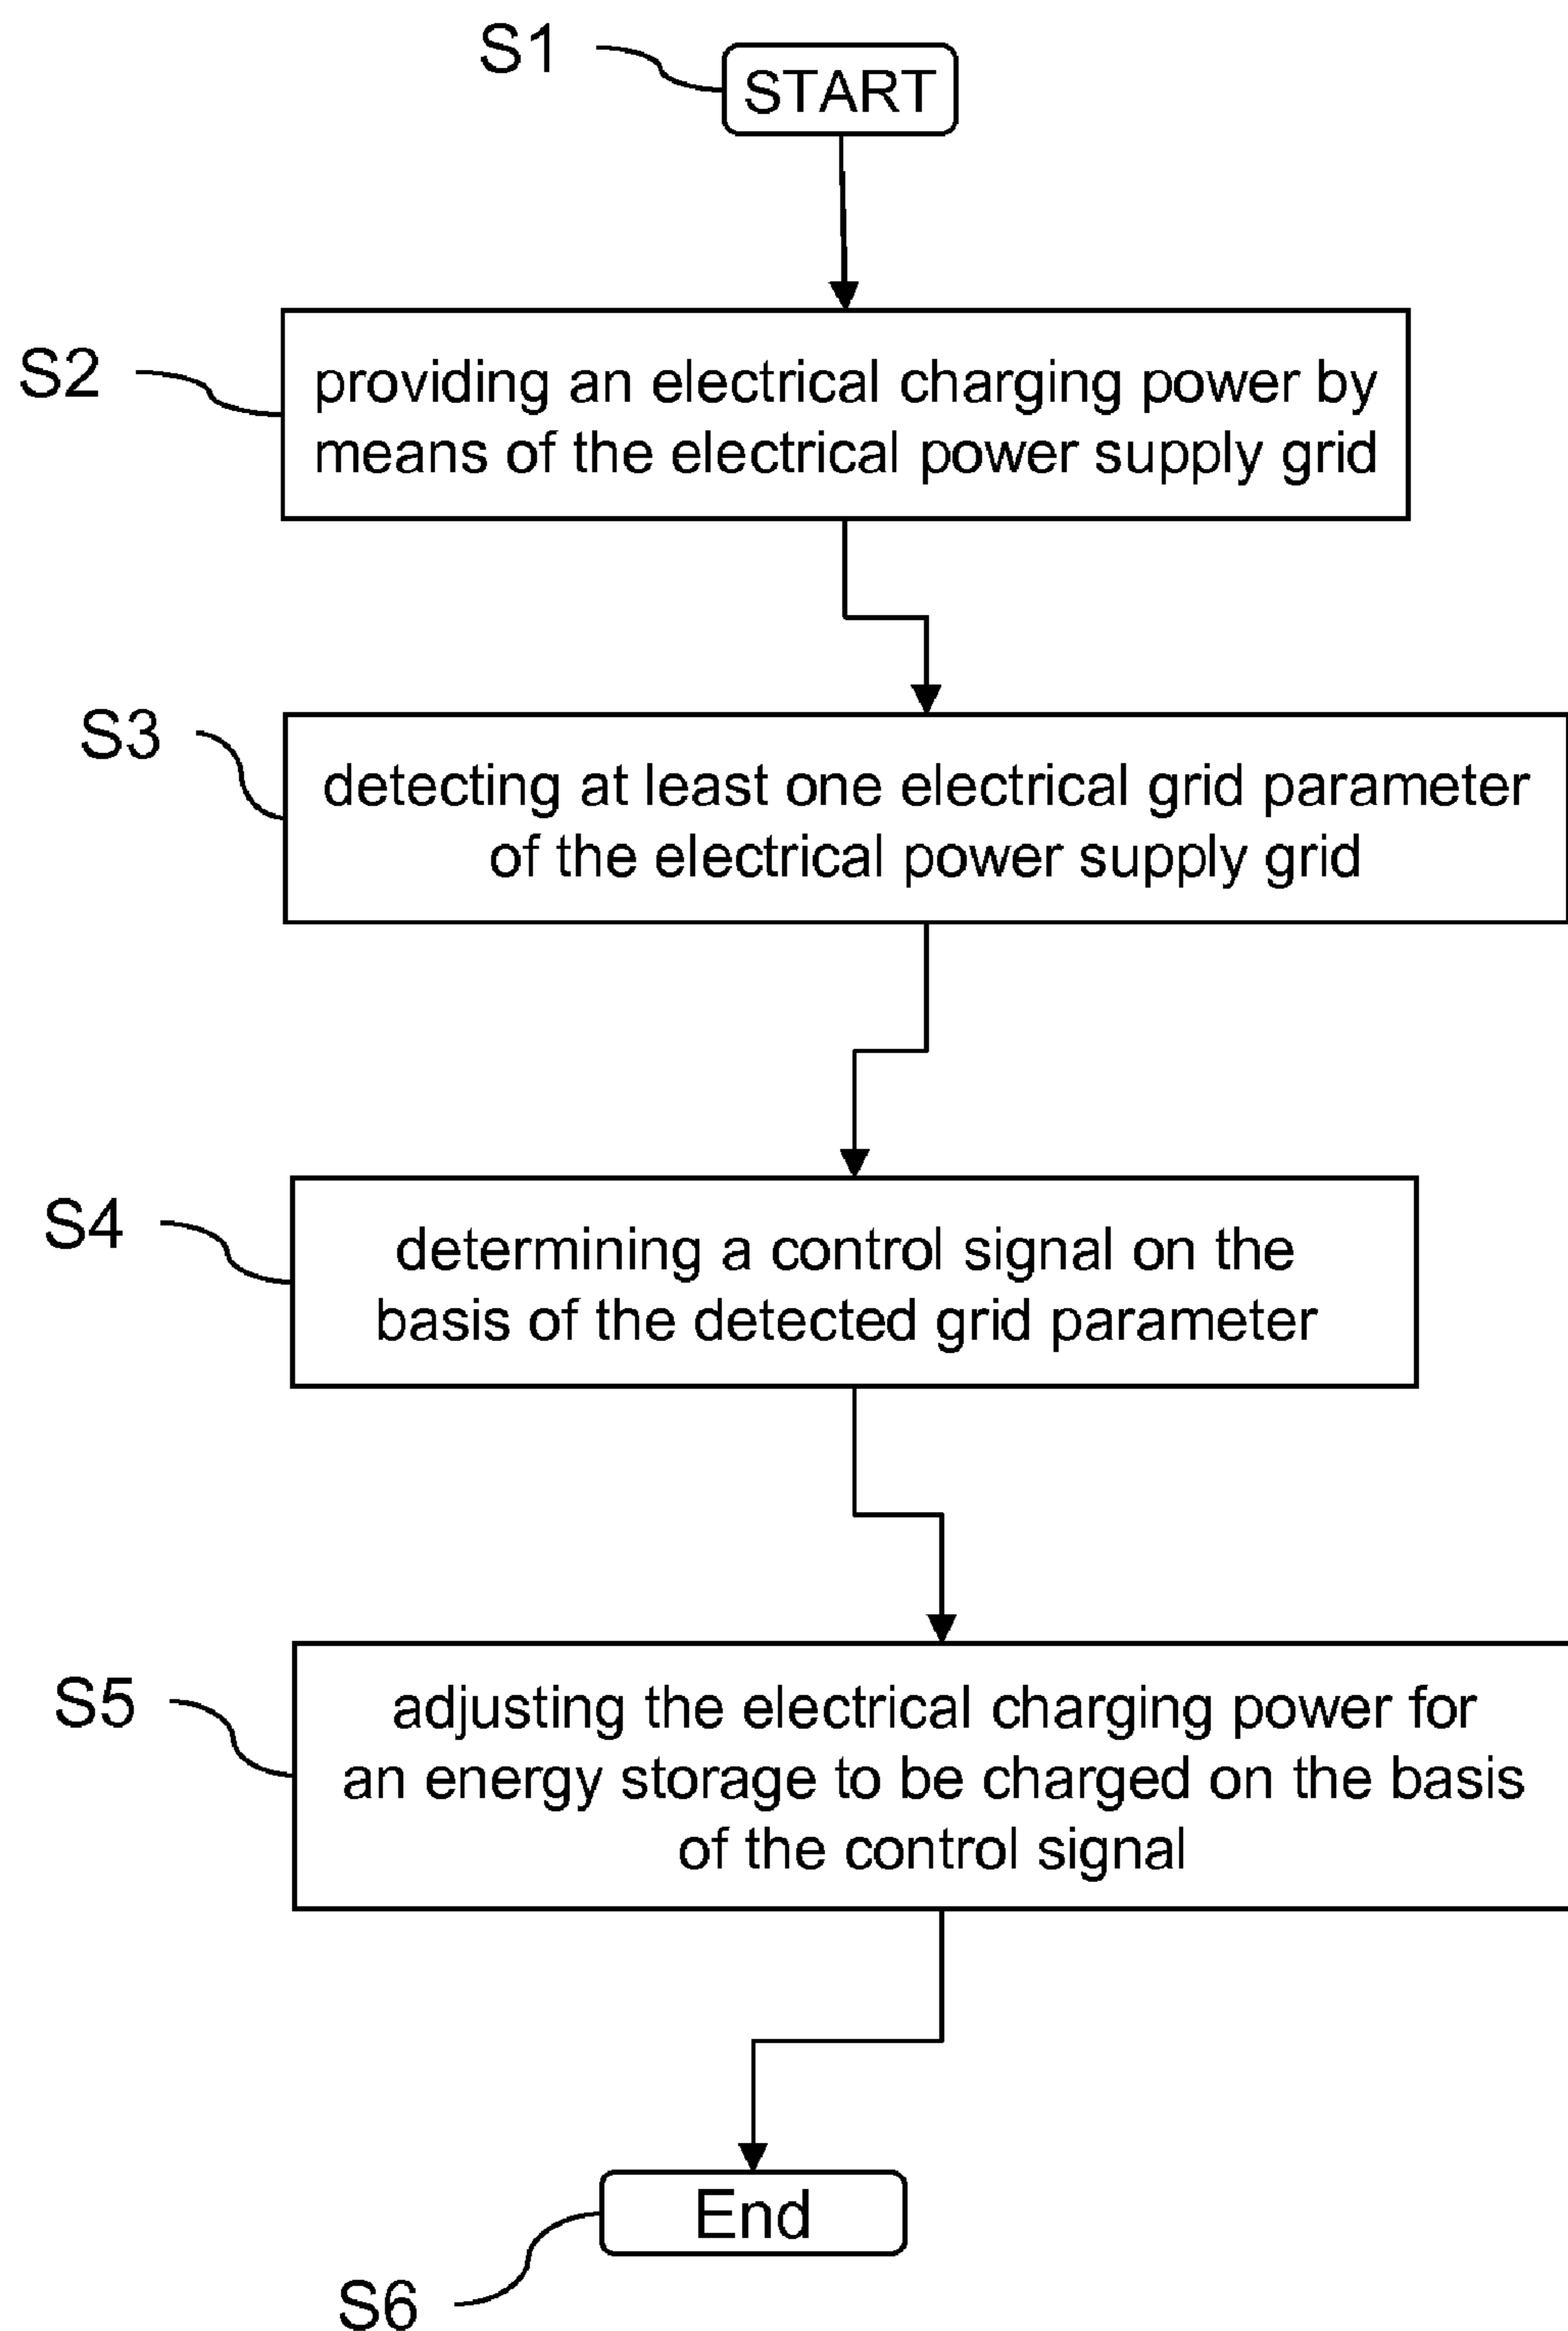 S1
START
S2
providing an electrical charging power by
means of the electrical power supply grid
S3
detecting at least one electrical grid parameter
of the electrical power supply grid
S4
determining a control signal on the
basis of the detected grid parameter
S5
adjusting the electrical charging power for
an energy storage to be charged on the basis
of the control signal
End
S6